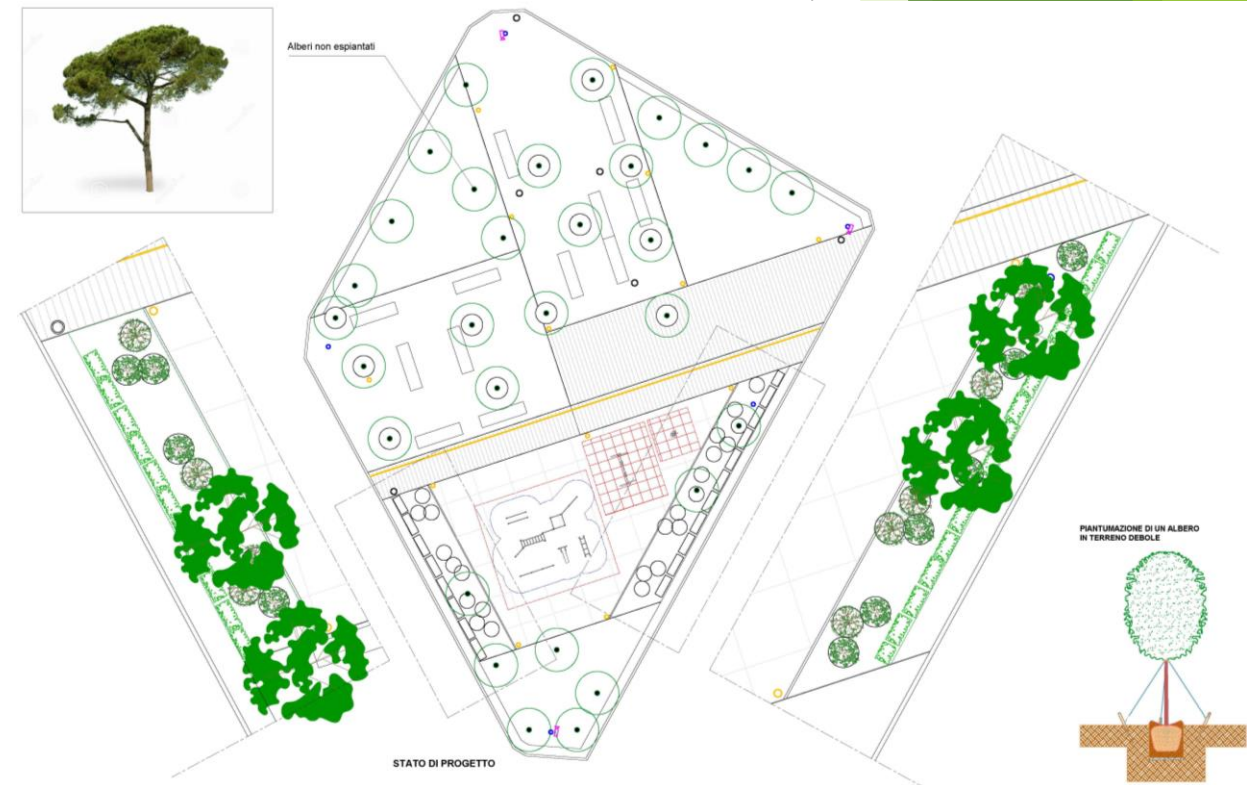 Alberi non espiantati
PIANTUMAZIONE DI UN ALBERO
IN TERRENO DEBOLE
STATO DI PROGETTO